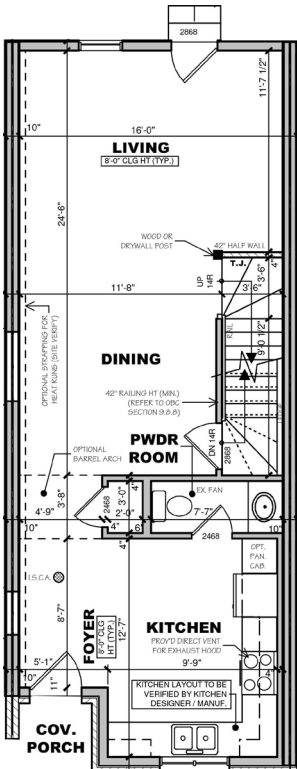 2868
11'-7 1/2"
10"
16'-0"
LIVING
8'-0" CLG HT (TYP.)
24'-6"
WOOD OR
DRYWALL POST
42" HALF WALL
4"
T.J.
UP
14R
3'-6"
3'-6"
11'-8"
OPTIONAL STRAPPING FOR
HEAT RUNS (SITE VERIFY)
R'NL
9'-0 1/2"
DINING
42" RAILING HT (MIN.)
(REFER TO OBC
SECTION 9.8.8)
OPTIONAL
BARREL ARCH
PWDR
ROOM
DN 14R
2868
EX. FAN
4'-9"
3'-8"
2468
3'-0"
2'-0"
4"
7'-7"
10"
4"
6"
10"
4"
2468
OPT.
PAN.
CAB.
I.S.C.A.
8'-7"
FOYER
8'-0" CLG
HT (TYP.)
12'-7"
KITCHEN
PROV'D DIRECT VENT
FOR EXHAUST HOOD
5'-1"
9'-9"
10"
11"
4"
KITCHEN LAYOUT TO BE
VERIFIED BY KITCHEN
DESIGNER / MANUF.
COV.
PORCH